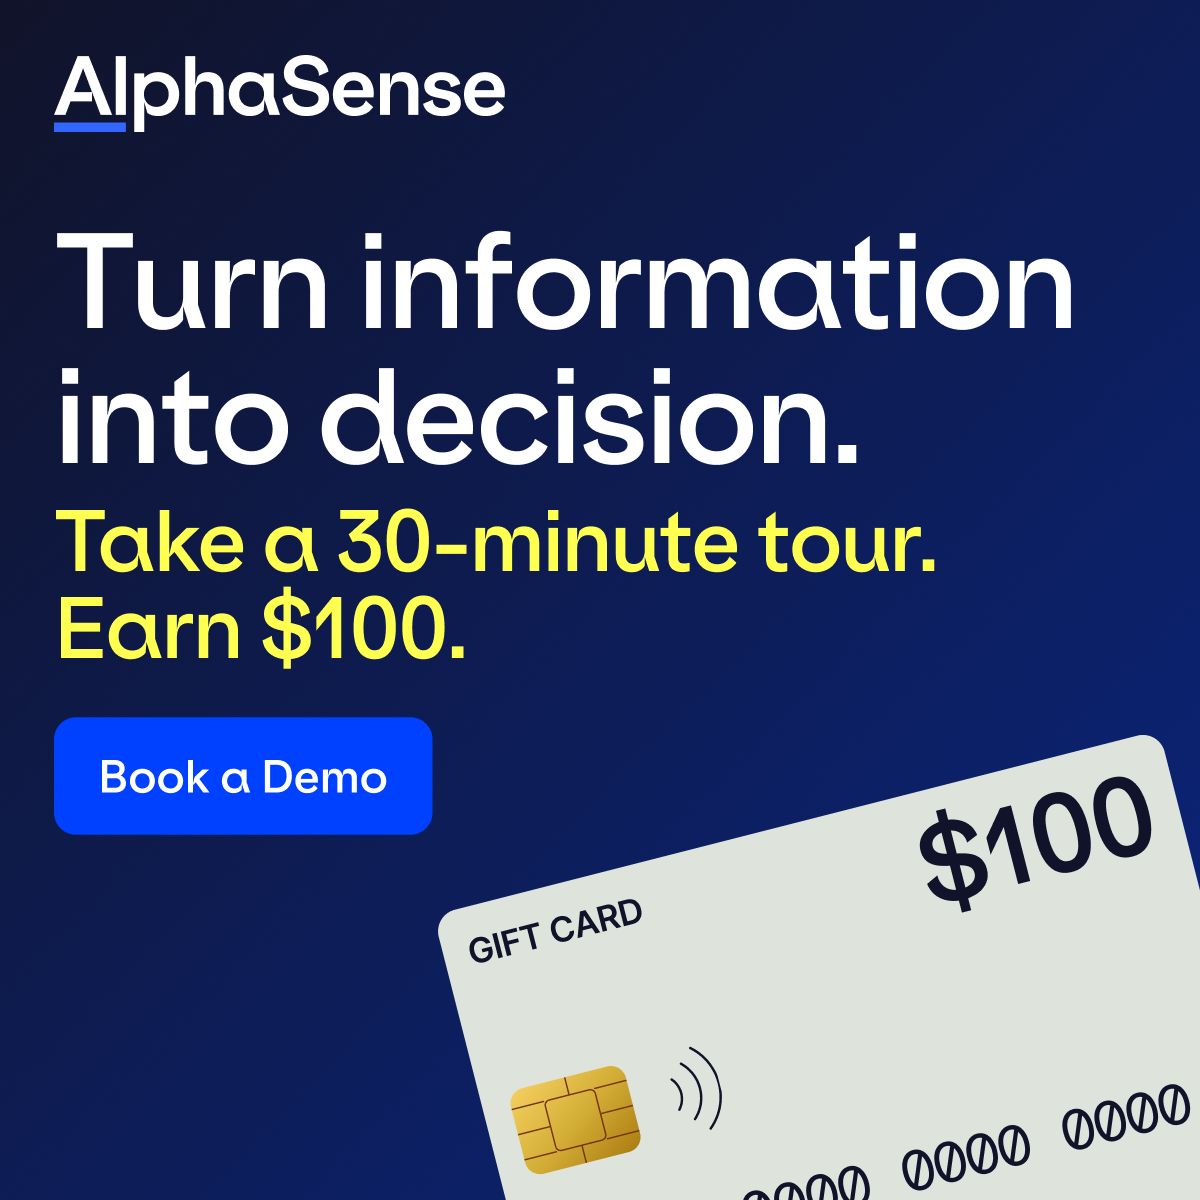 AlphaSense
Turn information
into decision.
Take a 30-minute tour.
Earn $100.
Book a Demo
$100
GIFT CARD
0000 0000 0000